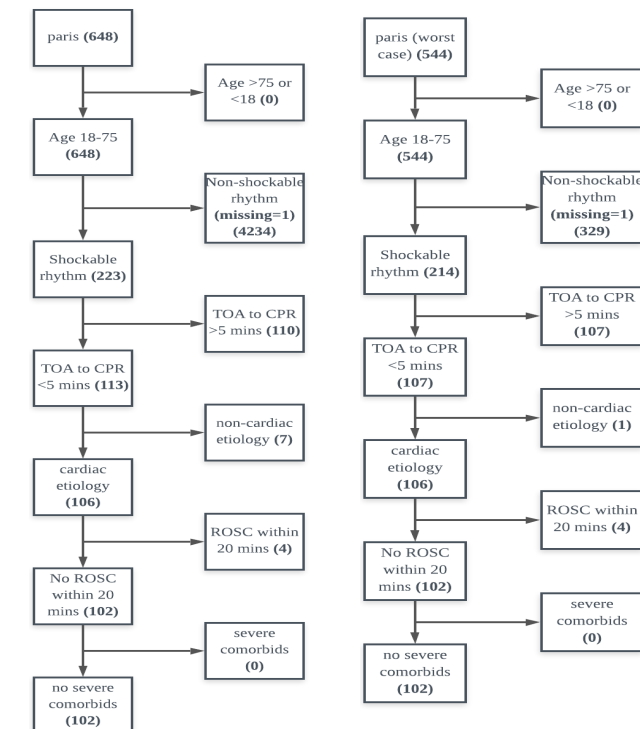 paris (648)
Age >75 or
<18 (0)
Age 18-75
(648)
Non-shockable
rhythm
(missing=1)
(4234)
Shockable
rhythm (223)
TOA to CPR
>5 mins (110)
TOA to CPR
<5 mins (113)
non-cardiac
etiology (7)
cardiac
etiology
(106)
ROSC within
20 mins (4)
No ROSC
within 20
mins (102)
severe
comorbids
(0)
no severe
comorbids
(102)
paris (worst
case) (544)
Age >75 or
<18 (0)
Age 18-75
(544)
Non-shockable
rhythm
(missing=1)
(329)
Shockable
rhythm (214)
TOA to CPR
>5 mins
(107)
TOA to CPR
<5 mins
(107)
non-cardiac
etiology (1)
cardiac
etiology
(106)
ROSC within
20 mins (4)
No ROSC
within 20
mins (102)
severe
comorbids
(0)
no severe
comorbids
(102)